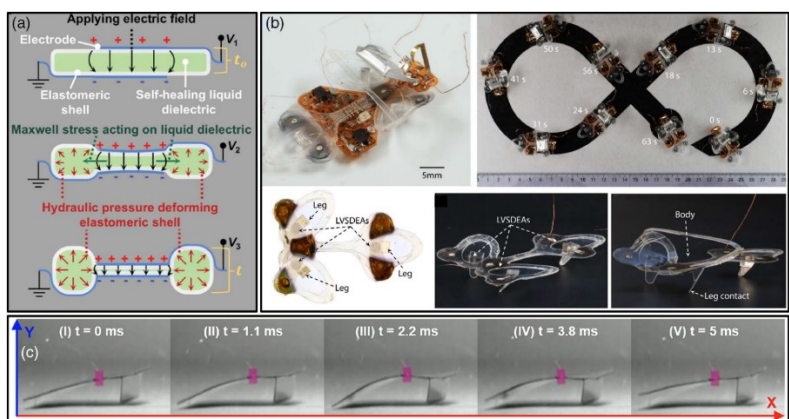 (a)
Applying electric field
Electrode
V1
+ + + +
to
- - - -
Elastomeric shell
Self-healing liquid dielectric
Maxwell stress acting on liquid dielectric
V2
Hydraulic pressure deforming elastomeric shell
V3
t
(b)
5mm
50 s
13 s
56 s
18 s
41 s
6 s
24 s
0 s
31 s
63 s
Leg
LVSDEAs
Leg
Leg
LVSDEAs
Body
Leg contact
Y
(c)
(I) t = 0 ms
(II) t = 1.1 ms
(III) t = 2.2 ms
(IV) t = 3.8 ms
(V) t = 5 ms
X